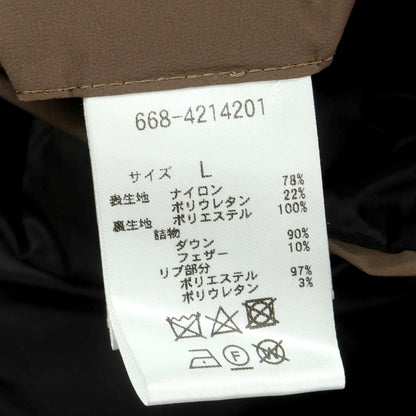 668-4214201
サイズ L
表生地 ナイロン 78%
ポリウレタン 22%
裏生地 ポリエステル 100%
詰物
ダウン 90%
フェザー 10%
リブ部分
ポリエステル 97%
ポリウレタン 3%